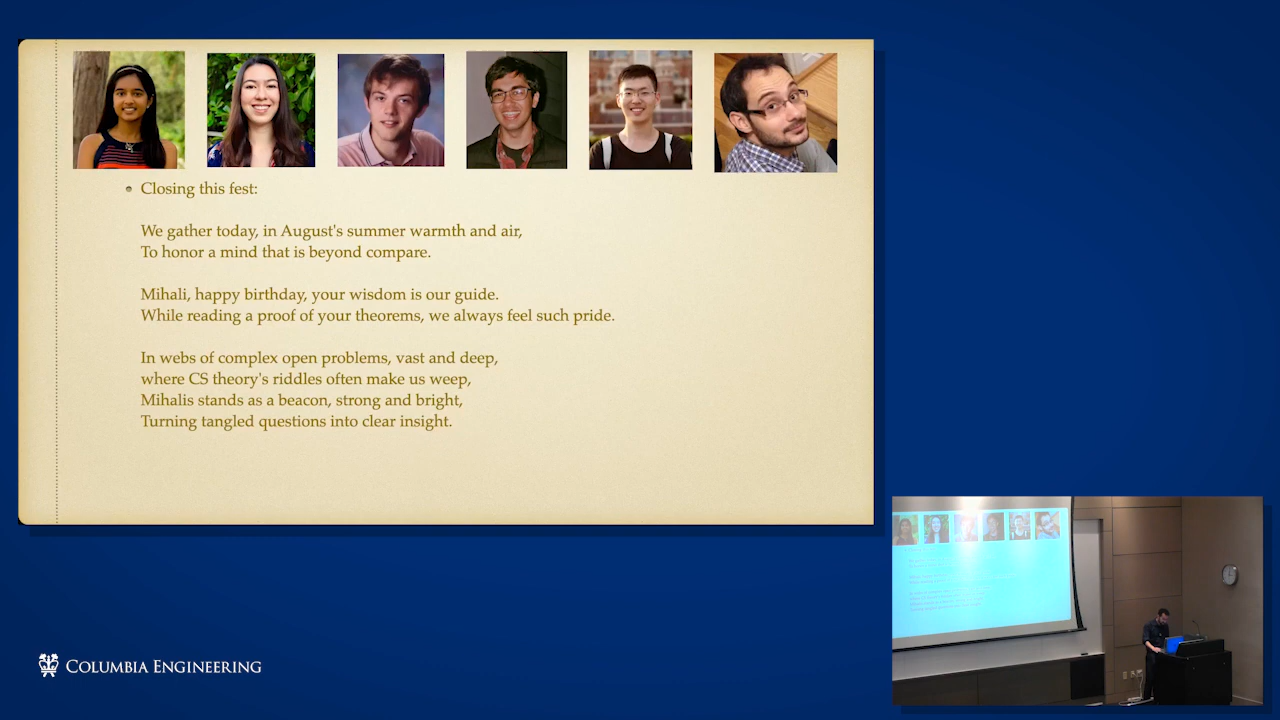 Closing this fest:
We gather today, in August's summer warmth and air,
To honor a mind that is beyond compare.
Mihali, happy birthday, your wisdom is our guide.
While reading a proof of your theorems, we always feel such pride.
In webs of complex open problems, vast and deep,
where CS theory's riddles often make us weep,
Mihalis stands as a beacon, strong and bright,
Turning tangled questions into clear insight.
COLUMBIA ENGINEERING